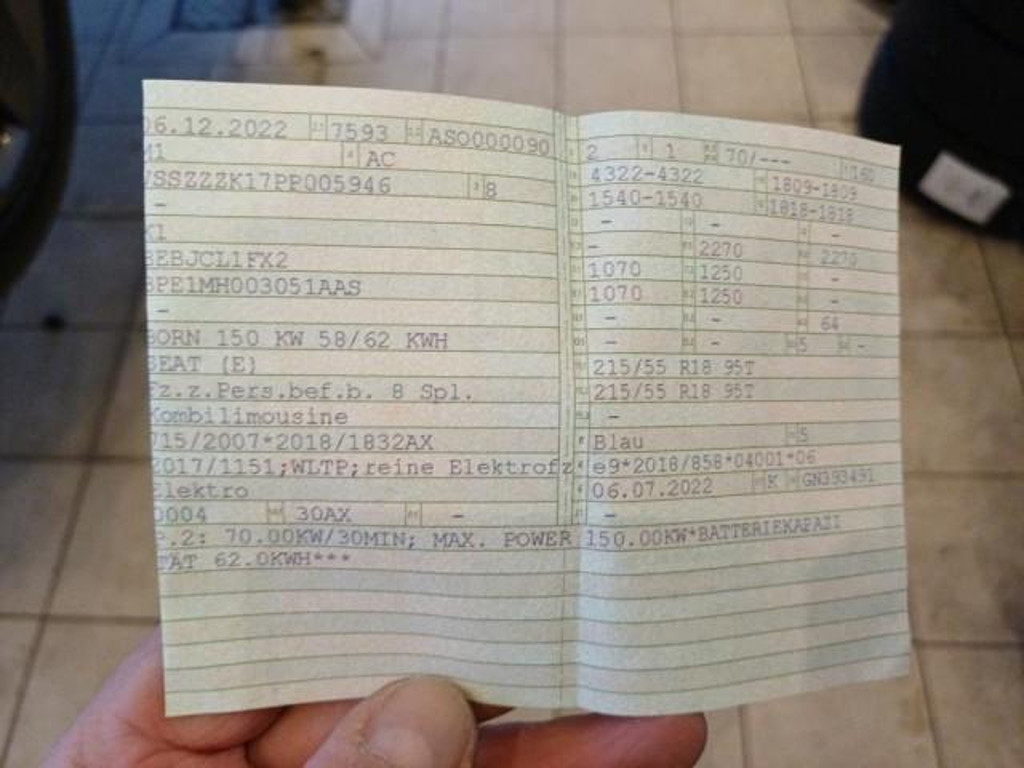 06.12.2022 7593 ASO000090
M1 AC
VSSZZZK17PP005946 8
-
K1
EBJCL1FX2
PE1MH003051AAS
-
BORN 150 KW 58/62 KWH
SEAT (E)
Fz.z.Pers.bef.b. 8 Spl.
Kombilimousine
715/2007*2018/1832AX
2017/1151;WLTP;reine Elektrofz
Elektro
0004 30AX -
P.2: 70.00KW/30MIN; MAX. POWER 150.00KW*BATTERIEKAPAZI
TÄT 62.0KWH***
2 1 70/--- 160
4322-4322 1809-1809
1540-1540 1818-1818
- - -
- 2270 2270
1070 1250 -
1070 1250 -
- - 64
- - 5 -
215/55 R18 95T
215/55 R18 95T
-
Blau 5
e9*2018/858*04001*06
06.07.2022 K GN393491
-